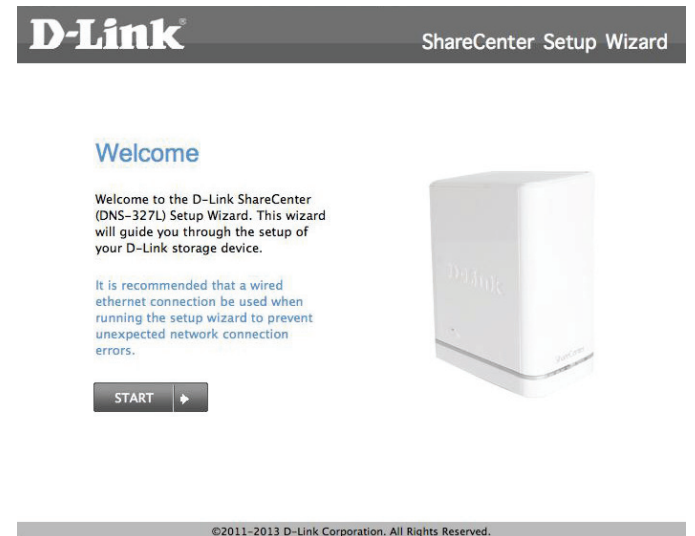 D-Link®
ShareCenter Setup Wizard
Welcome
Welcome to the D-Link ShareCenter
(DNS-327L) Setup Wizard. This wizard
will guide you through the setup of
your D-Link storage device.
It is recommended that a wired
ethernet connection be used when
running the setup wizard to prevent
unexpected network connection
errors.
START
D-Link
ShareCenter
©2011-2013 D-Link Corporation. All Rights Reserved.